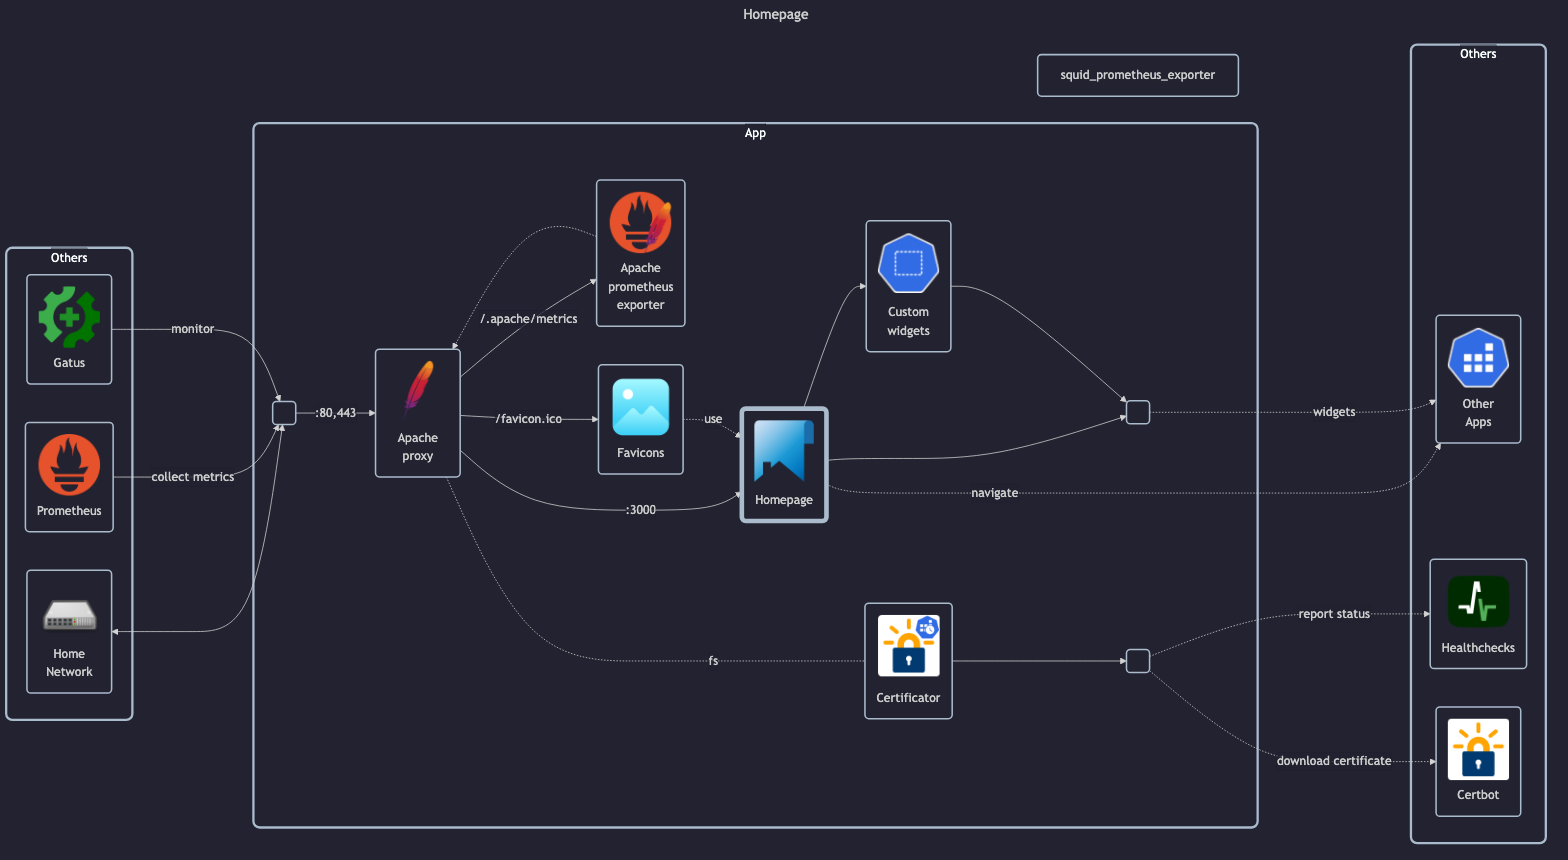 Homepage
squid_prometheus_exporter
Others
App
Others
Gatus
monitor
Prometheus
collect metrics
Home
Network
:80,443
Apache
proxy
Apache
prometheus
exporter
/.apache/metrics
/favicon.ico
Favicons
use
:3000
Homepage
Custom
widgets
widgets
navigate
Other
Apps
fs
Certificator
report status
Healthchecks
download certificate
Certbot